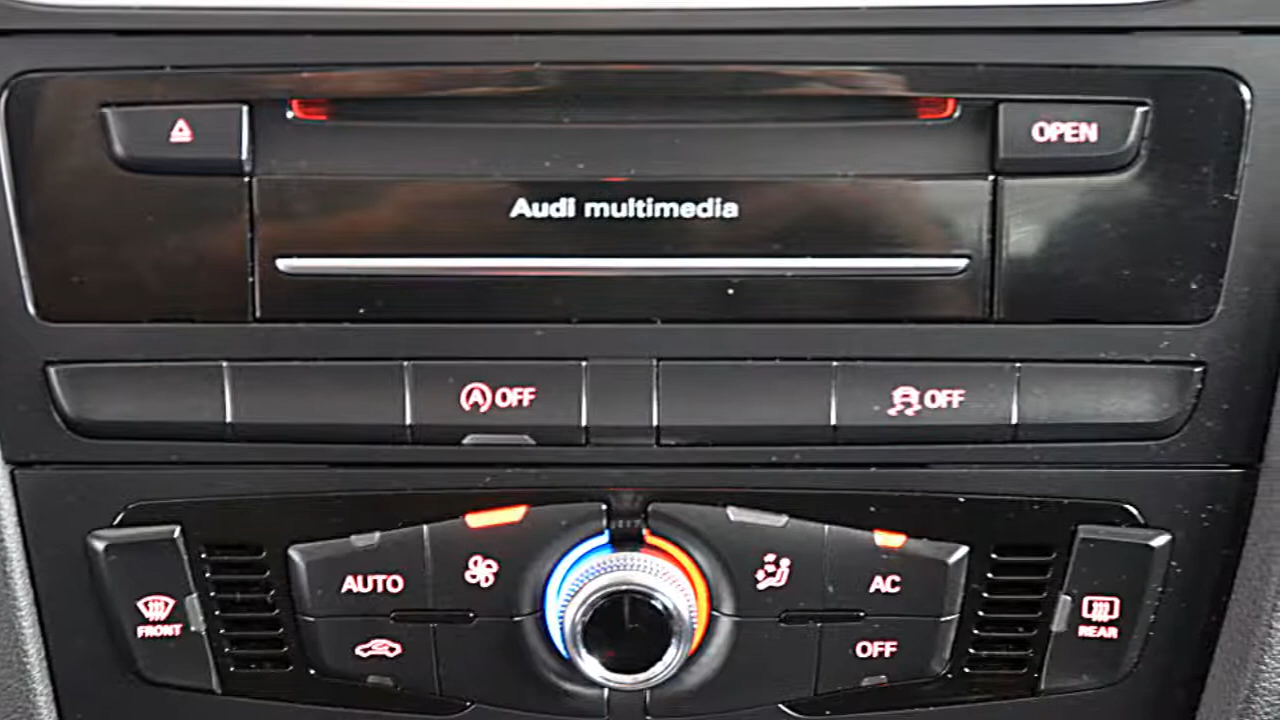 OPEN
Audi multimedia
A OFF
OFF
AUTO
AC
FRONT
REAR
OFF